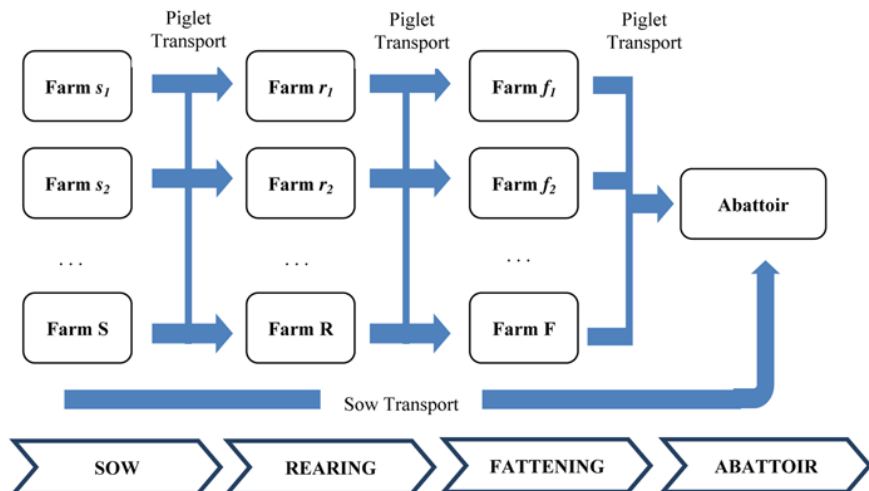 Piglet
Transport
Piglet
Transport
Piglet
Transport
Farm s1
Farm r1
Farm f1
Farm s2
Farm r2
Farm f2
Abattoir
. . .
. . .
. . .
Farm S
Farm R
Farm F
Sow Transport
SOW
REARING
FATTENING
ABATTOIR